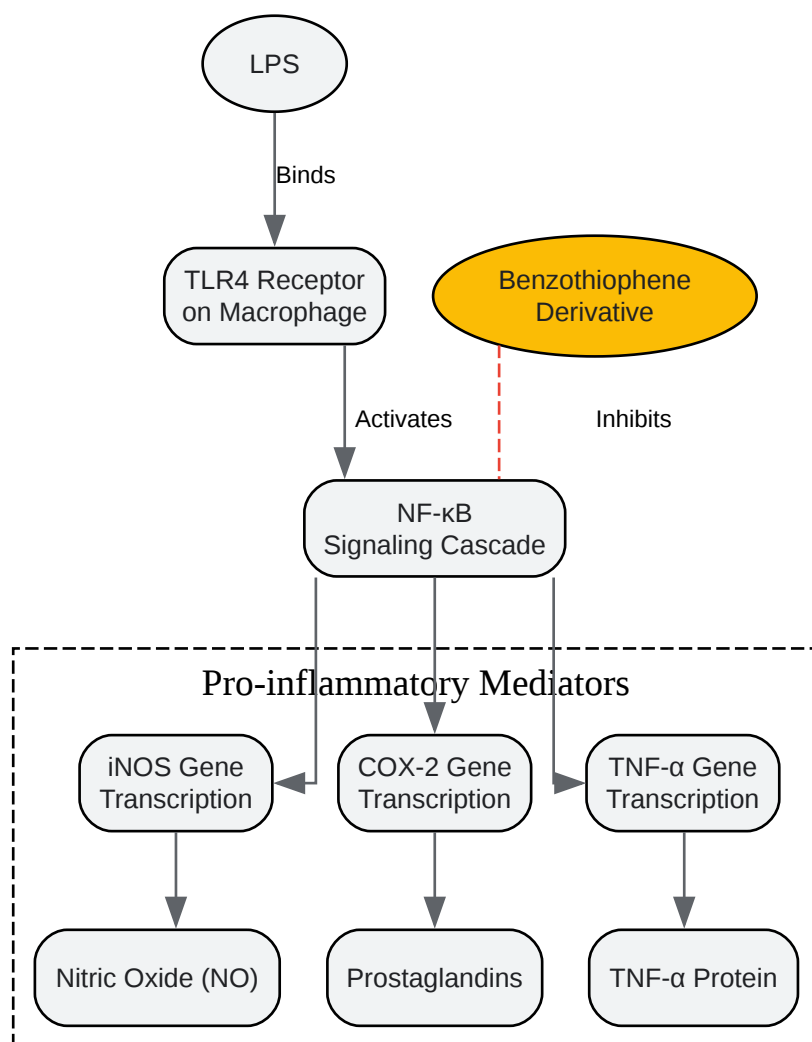 LPS
Binds
TLR4 Receptor
on Macrophage
Benzothiophene
Derivative
Activates
Inhibits
NF-κB
Signaling Cascade
Pro-inflammatory Mediators
iNOS Gene
Transcription
COX-2 Gene
Transcription
TNF-α Gene
Transcription
Nitric Oxide (NO)
Prostaglandins
TNF-α Protein